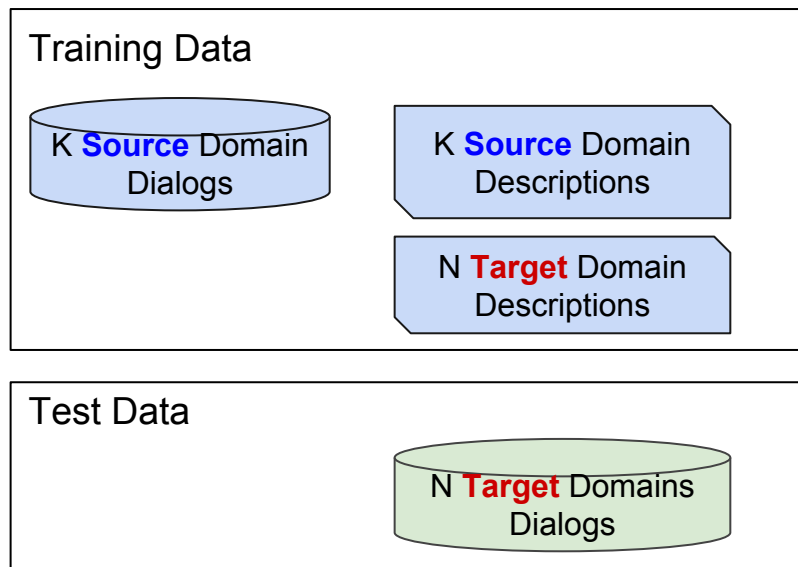 Training Data
K Source Domain
Dialogs
K Source Domain
Descriptions
N Target Domain
Descriptions
Test Data
N Target Domains
Dialogs